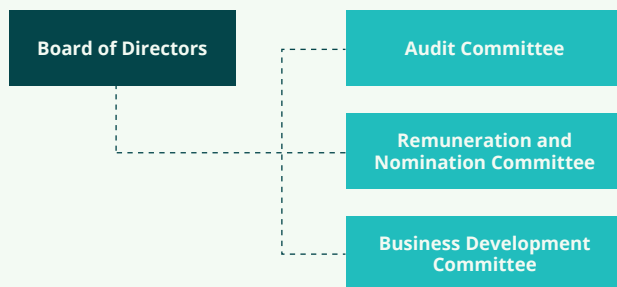 Board of Directors
Audit Committee
Remuneration and
Nomination Committee
Business Development
Committee